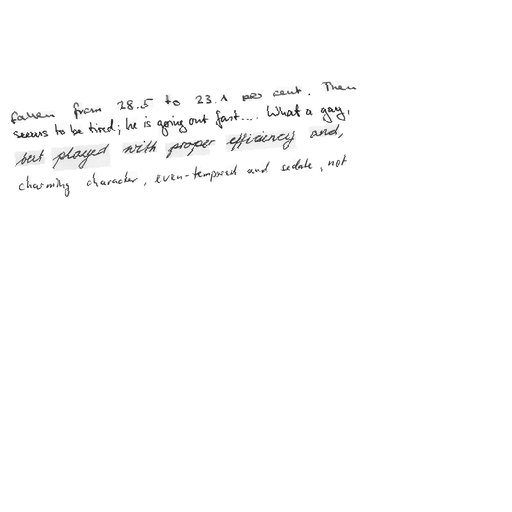 fallen from 28.5 to 23.1 per cent. Then
seems to be tired; he is going out fast.... What a gay,
but played with proper efficiency and,
charming character, even-tempered and sedate, not